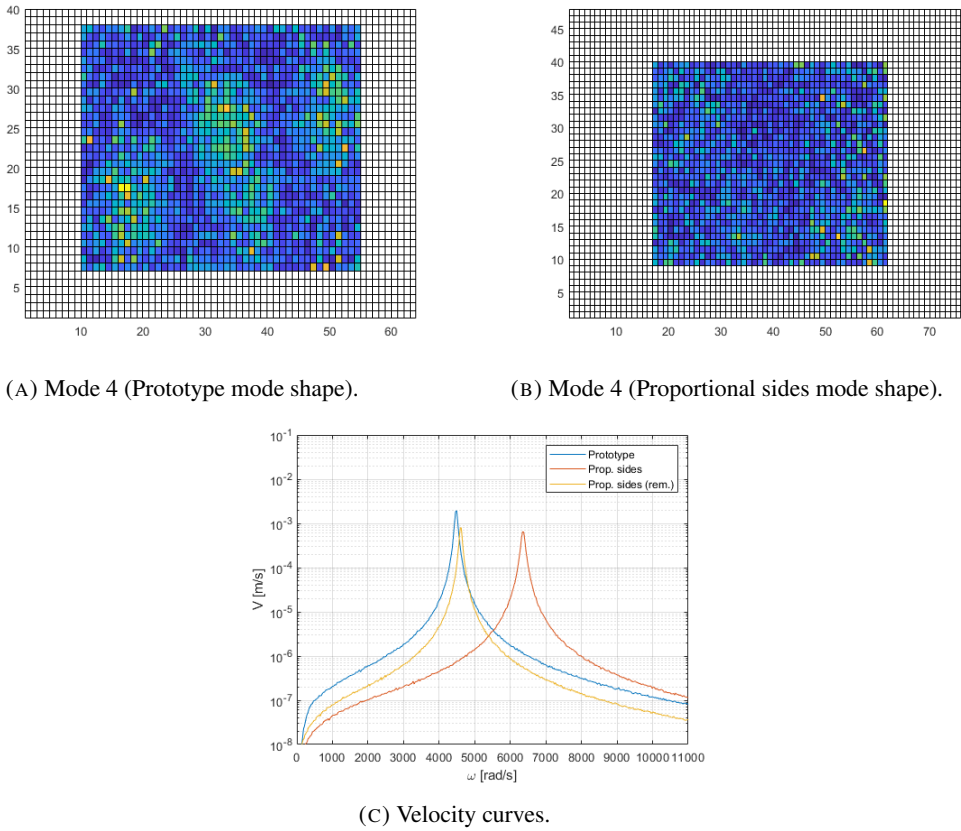 40
35
30
25
20
15
10
5
10 20 30 40 50 60
45
40
35
30
25
20
15
10
5
10 20 30 40 50 60 70
(A) Mode 4 (Prototype mode shape).
(B) Mode 4 (Proportional sides mode shape).
10⁻¹
10⁻²
10⁻³
10⁻⁴
10⁻⁵
10⁻⁶
10⁻⁷
10⁻⁸
V [m/s]
Prototype
Prop. sides
Prop. sides (rem.)
0 1000 2000 3000 4000 5000 6000 7000 8000 9000 10000 11000
ω [rad/s]
(C) Velocity curves.